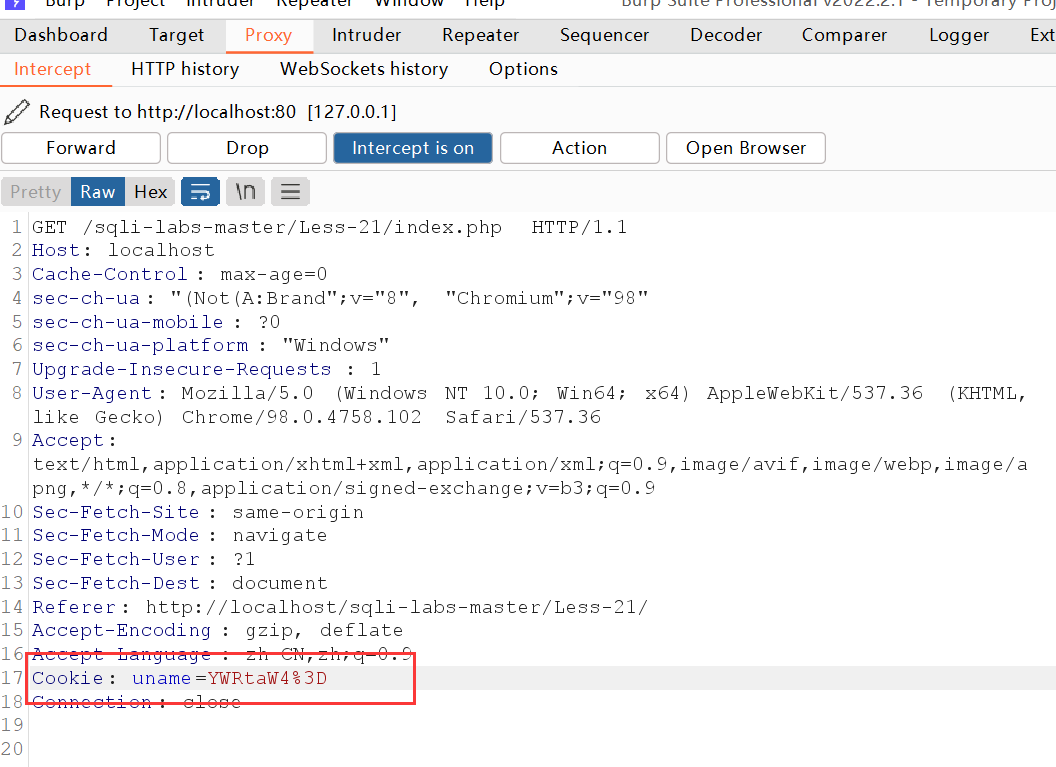 Burp Project Intruder Repeater Window Help Burp Suite Professional v2022.2.1 - Temporary Proj
Dashboard Target Proxy Intruder Repeater Sequencer Decoder Comparer Logger Ext
Intercept HTTP history WebSockets history Options
Request to http://localhost:80 [127.0.0.1]
Forward Drop Intercept is on Action Open Browser
Pretty Raw Hex \n
1 GET /sqli-labs-master/Less-21/index.php HTTP/1.1
2 Host: localhost
3 Cache-Control: max-age=0
4 sec-ch-ua: "(Not(A:Brand";v="8", "Chromium";v="98"
5 sec-ch-ua-mobile: ?0
6 sec-ch-ua-platform: "Windows"
7 Upgrade-Insecure-Requests: 1
8 User-Agent: Mozilla/5.0 (Windows NT 10.0; Win64; x64) AppleWebKit/537.36 (KHTML,
like Gecko) Chrome/98.0.4758.102 Safari/537.36
9 Accept:
text/html,application/xhtml+xml,application/xml;q=0.9,image/avif,image/webp,image/a
png,*/*;q=0.8,application/signed-exchange;v=b3;q=0.9
10 Sec-Fetch-Site: same-origin
11 Sec-Fetch-Mode: navigate
12 Sec-Fetch-User: ?1
13 Sec-Fetch-Dest: document
14 Referer: http://localhost/sqli-labs-master/Less-21/
15 Accept-Encoding: gzip, deflate
16 Accept-Language: zh-CN,zh;q=0.9
17 Cookie: uname=YWRtaW4%3D
18 Connection: close
19
20